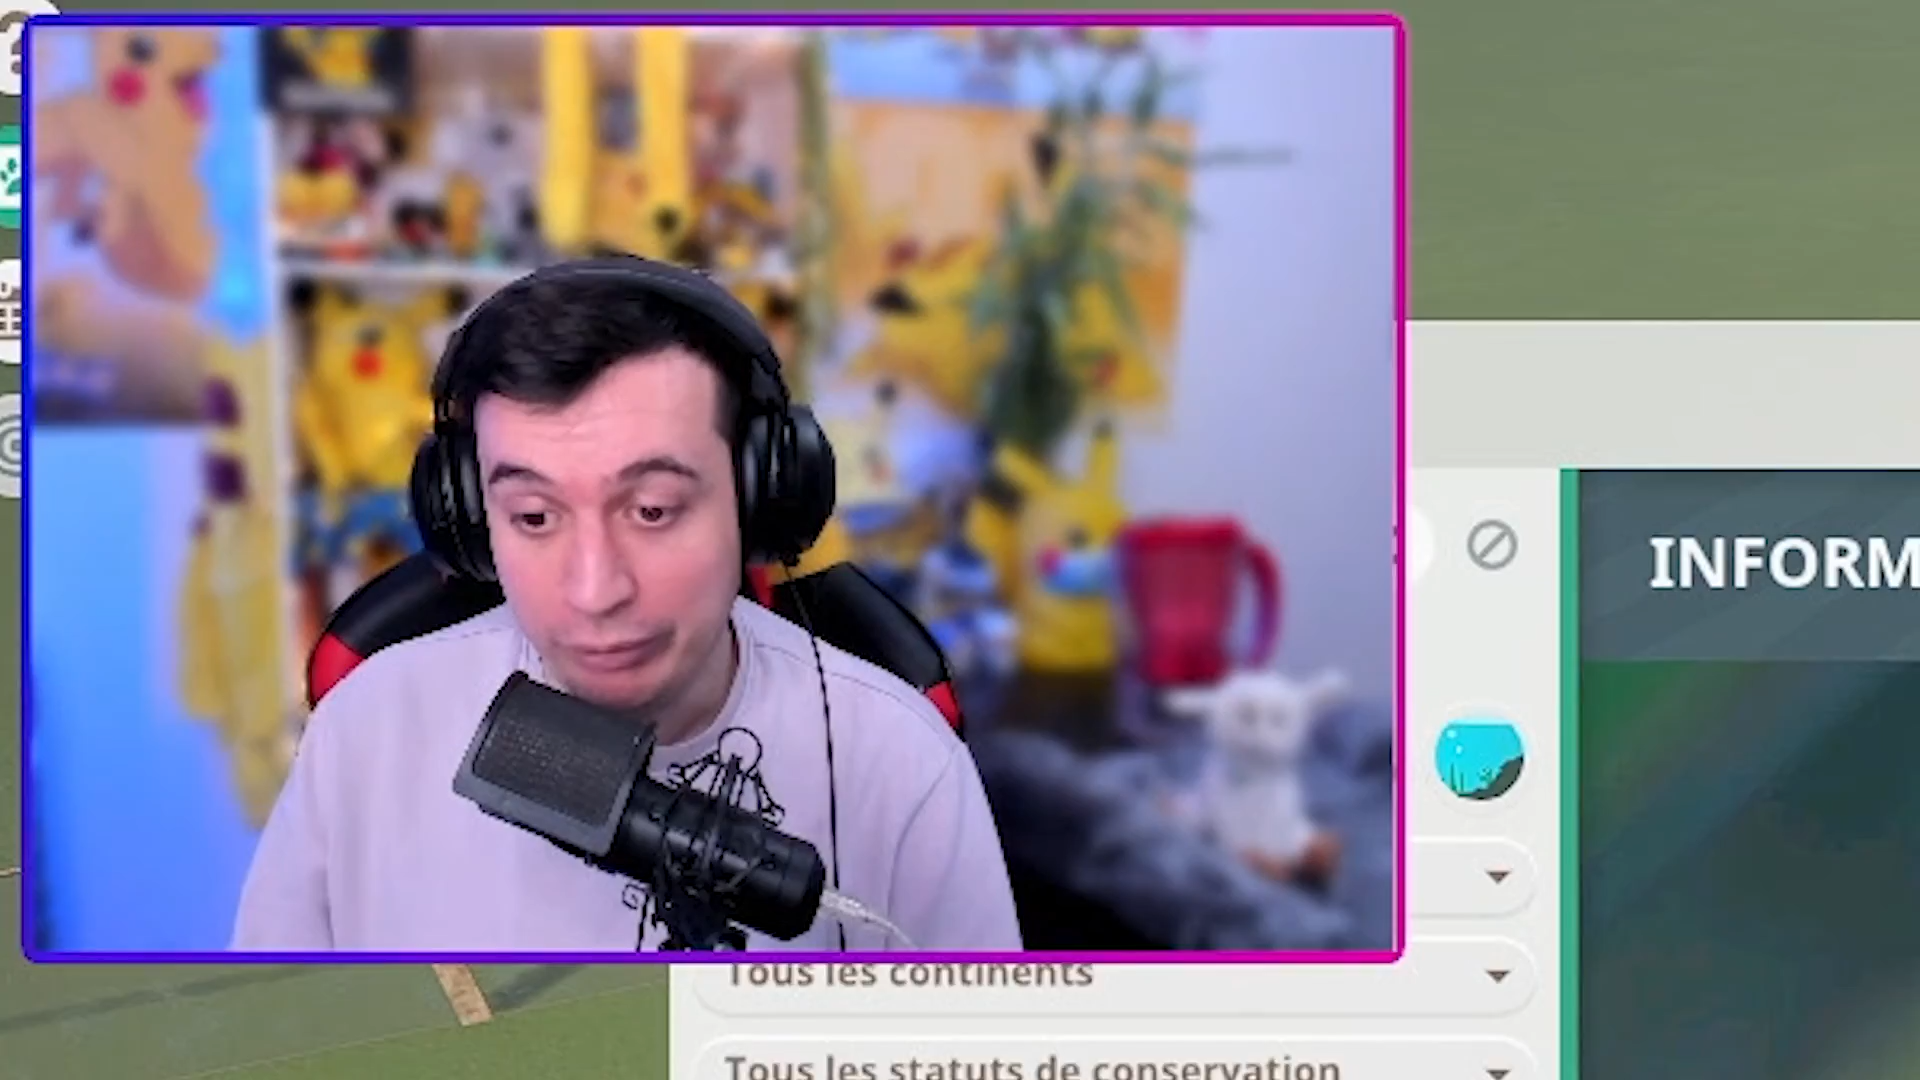 INFORM
Tous les continents
Tous les statuts de conservation